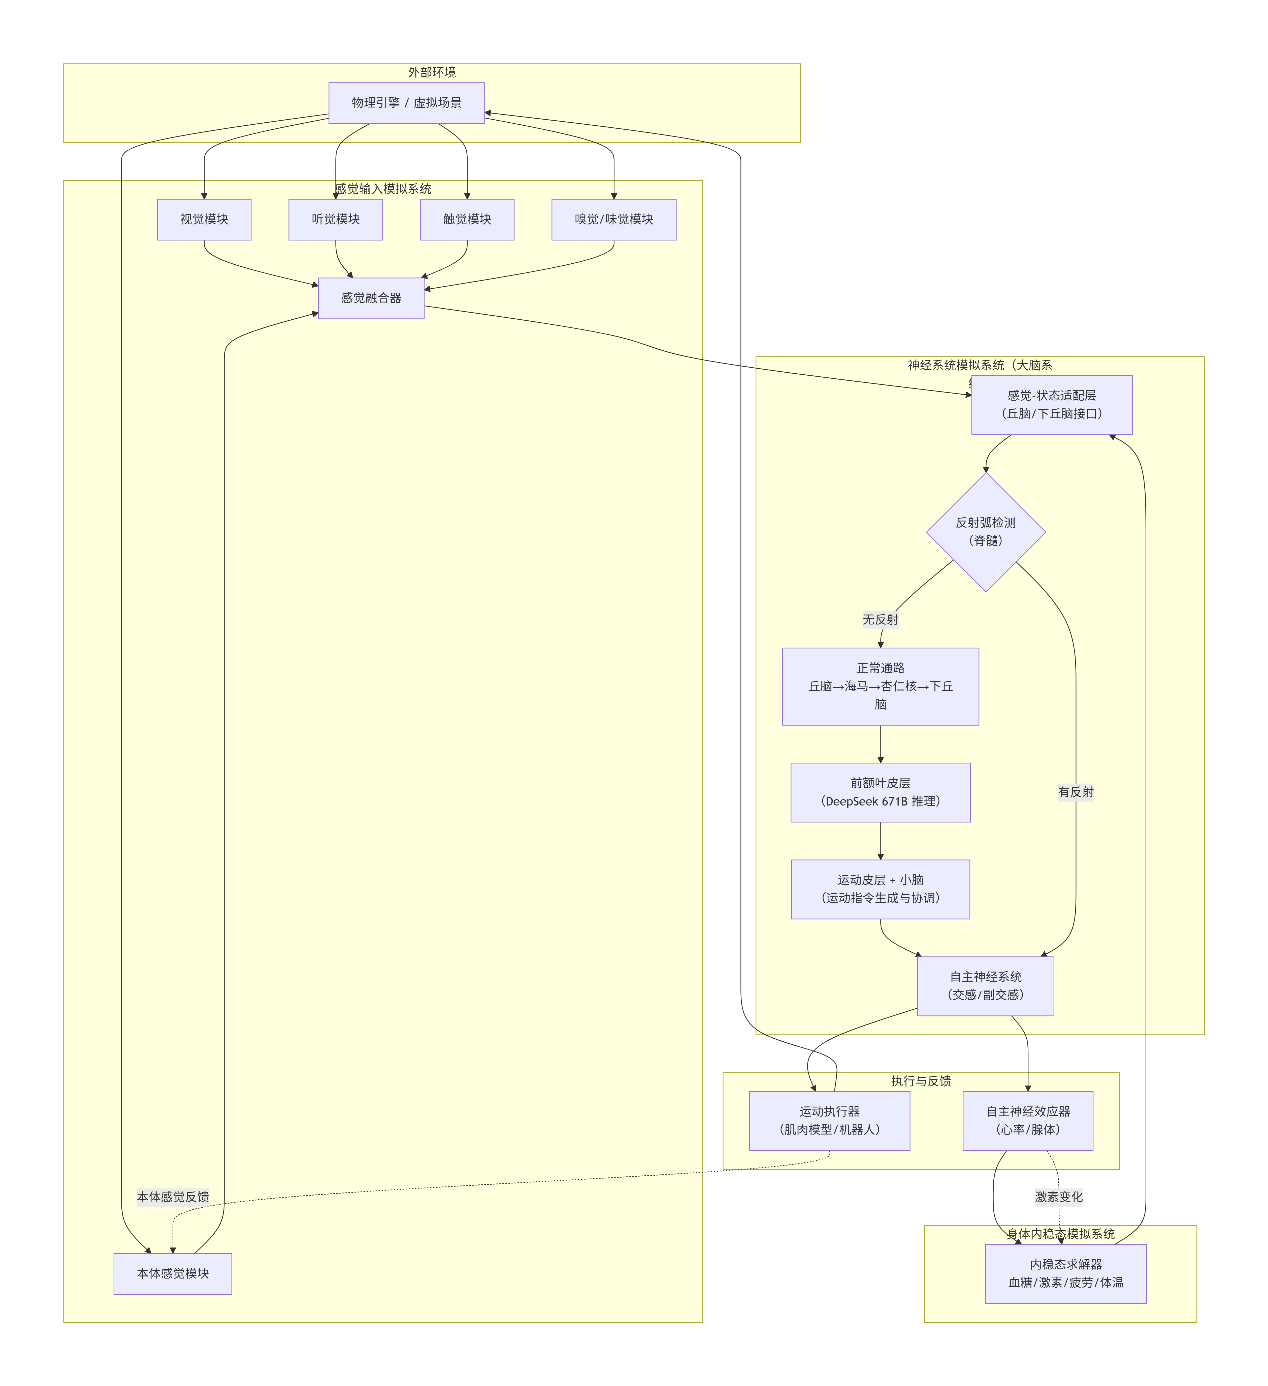 外部环境
物理引擎 / 虚拟场景
感觉输入模拟系统
视觉模块
听觉模块
触觉模块
嗅觉/味觉模块
感觉融合器
神经系统模拟系统（大脑系
感觉-状态适配层
（丘脑/下丘脑接口）
反射弧检测
（脊髓）
无反射
正常通路
丘脑→海马→杏仁核→下丘
脑
前额叶皮层
（DeepSeek 671B 推理）
有反射
运动皮层 + 小脑
（运动指令生成与协调）
自主神经系统
（交感/副交感）
执行与反馈
运动执行器
（肌肉模型/机器人）
自主神经效应器
（心率/腺体）
本体感觉反馈
激素变化
身体内稳态模拟系统
本体感觉模块
内稳态求解器
血糖/激素/疲劳/体温